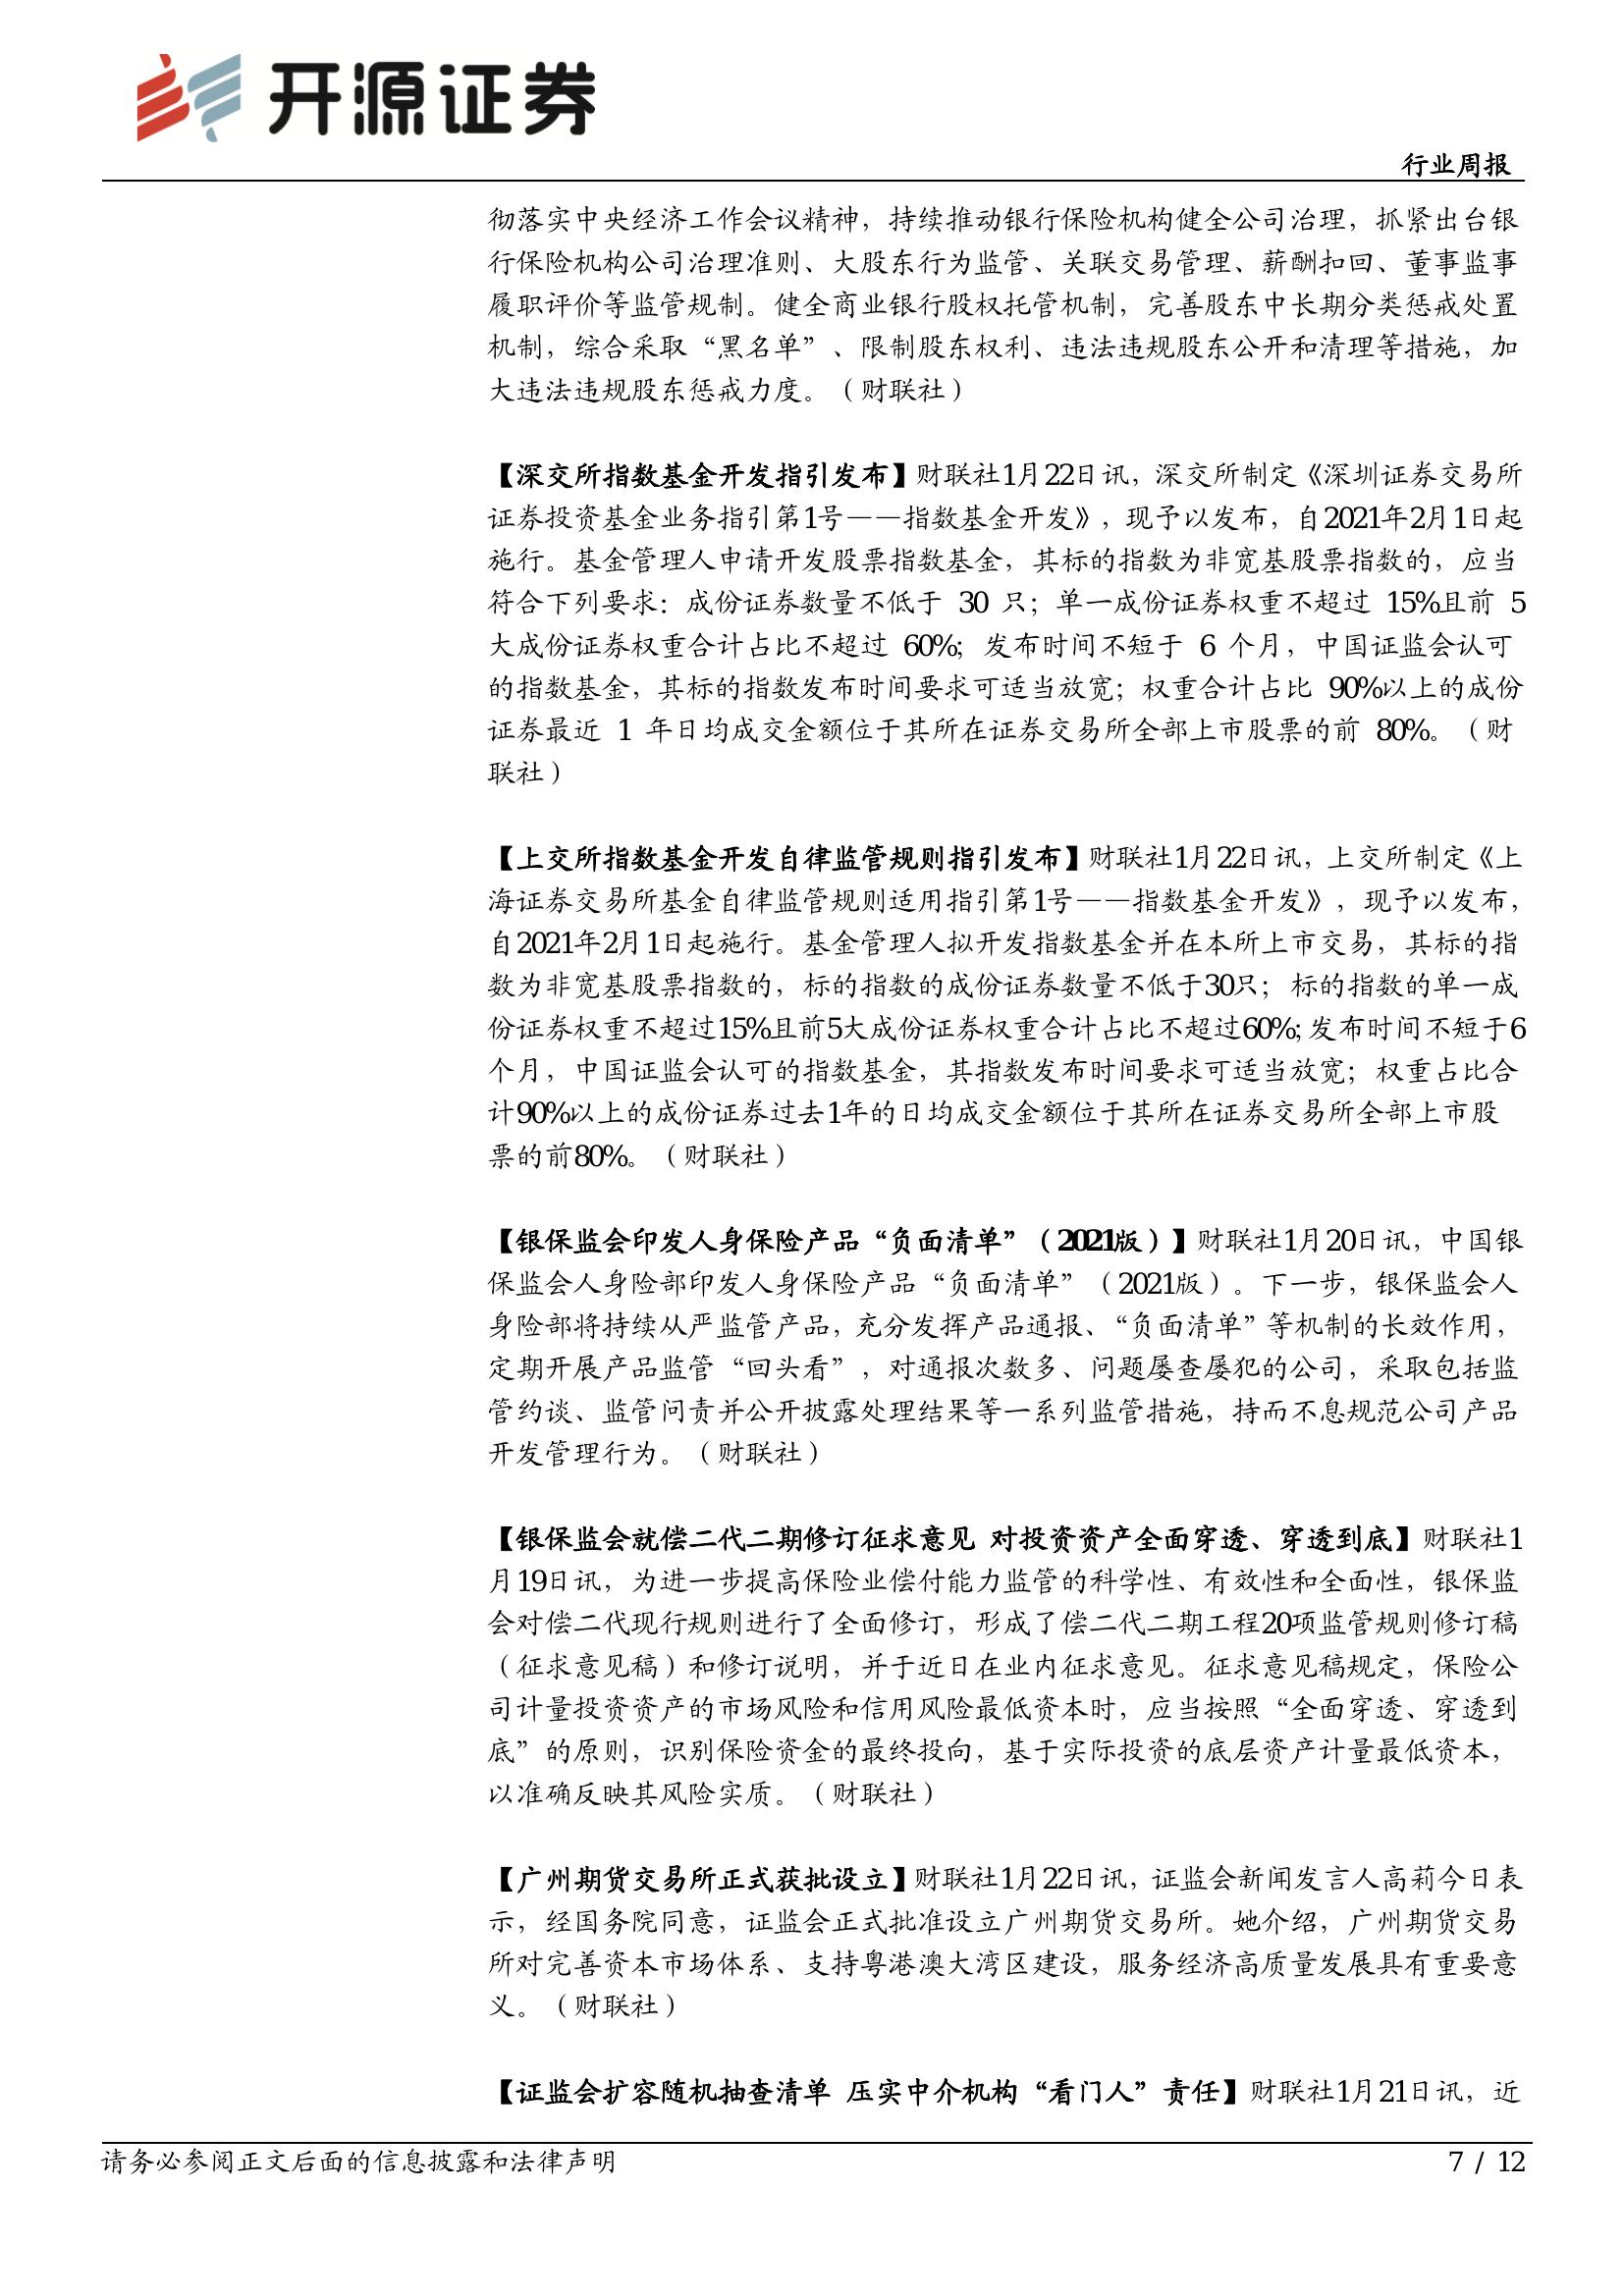 开源证券
行业周报
彻落实中央经济工作会议精神，持续推动银行保险机构健全公司治理，抓紧出台银
行保险机构公司治理准则、大股东行为监管、关联交易管理、薪酬扣回、董事监事
履职评价等监管规制。健全商业银行股权托管机制，完善股东中长期分类惩戒处置
机制，综合采取“黑名单”、限制股东权利、违法违规股东公开和清理等措施，加
大违法违规股东惩戒力度。（财联社）
【深交所指数基金开发指引发布】财联社1月22日讯，深交所制定《深圳证券交易所
证券投资基金业务指引第1号——指数基金开发》，现予以发布，自2021年2月1日起
施行。基金管理人申请开发股票指数基金，其标的指数为非宽基股票指数的，应当
符合下列要求：成份证券数量不低于 30 只；单一成份证券权重不超过 15%且前 5
大成份证券权重合计占比不超过 60%；发布时间不短于 6 个月，中国证监会认可
的指数基金，其标的指数发布时间要求可适当放宽；权重合计占比 90%以上的成份
证券最近 1 年日均成交金额位于其所在证券交易所全部上市股票的前 80%。（财
联社）
【上交所指数基金开发自律监管规则指引发布】财联社1月22日讯，上交所制定《上
海证券交易所基金自律监管规则适用指引第1号——指数基金开发》，现予以发布，
自2021年2月1日起施行。基金管理人拟开发指数基金并在本所上市交易，其标的指
数为非宽基股票指数的，标的指数的成份证券数量不低于30只；标的指数的单一成
份证券权重不超过15%且前5大成份证券权重合计占比不超过60%；发布时间不短于6
个月，中国证监会认可的指数基金，其指数发布时间要求可适当放宽；权重占比合
计90%以上的成份证券过去1年的日均成交金额位于其所在证券交易所全部上市股
票的前80%。（财联社）
【银保监会印发人身保险产品“负面清单”（2021版）】财联社1月20日讯，中国银
保监会人身险部印发人身保险产品“负面清单”（2021版）。下一步，银保监会人
身险部将持续从严监管产品，充分发挥产品通报、“负面清单”等机制的长效作用，
定期开展产品监管“回头看”，对通报次数多、问题屡查屡犯的公司，采取包括监
管约谈、监管问责并公开披露处理结果等一系列监管措施，持而不息规范公司产品
开发管理行为。（财联社）
【银保监会就偿二代二期修订征求意见 对投资资产全面穿透、穿透到底】财联社1
月19日讯，为进一步提高保险业偿付能力监管的科学性、有效性和全面性，银保监
会对偿二代现行规则进行了全面修订，形成了偿二代二期工程20项监管规则修订稿
（征求意见稿）和修订说明，并于近日在业内征求意见。征求意见稿规定，保险公
司计量投资资产的市场风险和信用风险最低资本时，应当按照“全面穿透、穿透到
底”的原则，识别保险资金的最终投向，基于实际投资的底层资产计量最低资本，
以准确反映其风险实质。（财联社）
【广州期货交易所正式获批设立】财联社1月22日讯，证监会新闻发言人高莉今日表
示，经国务院同意，证监会正式批准设立广州期货交易所。她介绍，广州期货交易
所对完善资本市场体系、支持粤港澳大湾区建设，服务经济高质量发展具有重要意
义。（财联社）
【证监会扩容随机抽查清单 压实中介机构“看门人”责任】财联社1月21日讯，近
请务必参阅正文后面的信息披露和法律声明
7 / 12